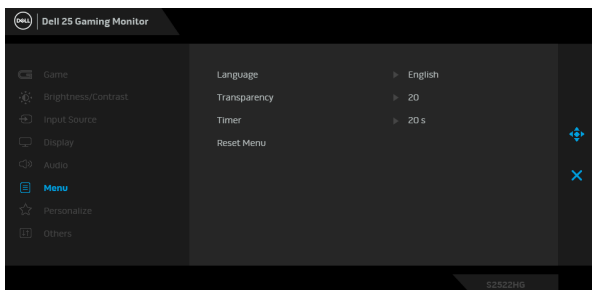 DELL Dell 25 Gaming Monitor
Game
Brightness/Contrast
Input Source
Display
Audio
Menu
Personalize
Others
Language English
Transparency 20
Timer 20 s
Reset Menu
S2522HG